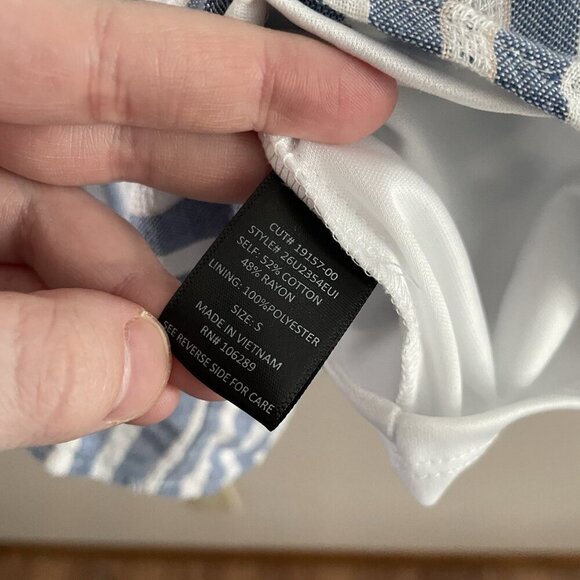 CUT# 19157-00
STYLE# 26U2354EUI
SELF: 52% COTTON
48% RAYON
LINING: 100%POLYESTER
SIZE: S
MADE IN VIETNAM
RN# 106289
SEE REVERSE SIDE FOR CARE